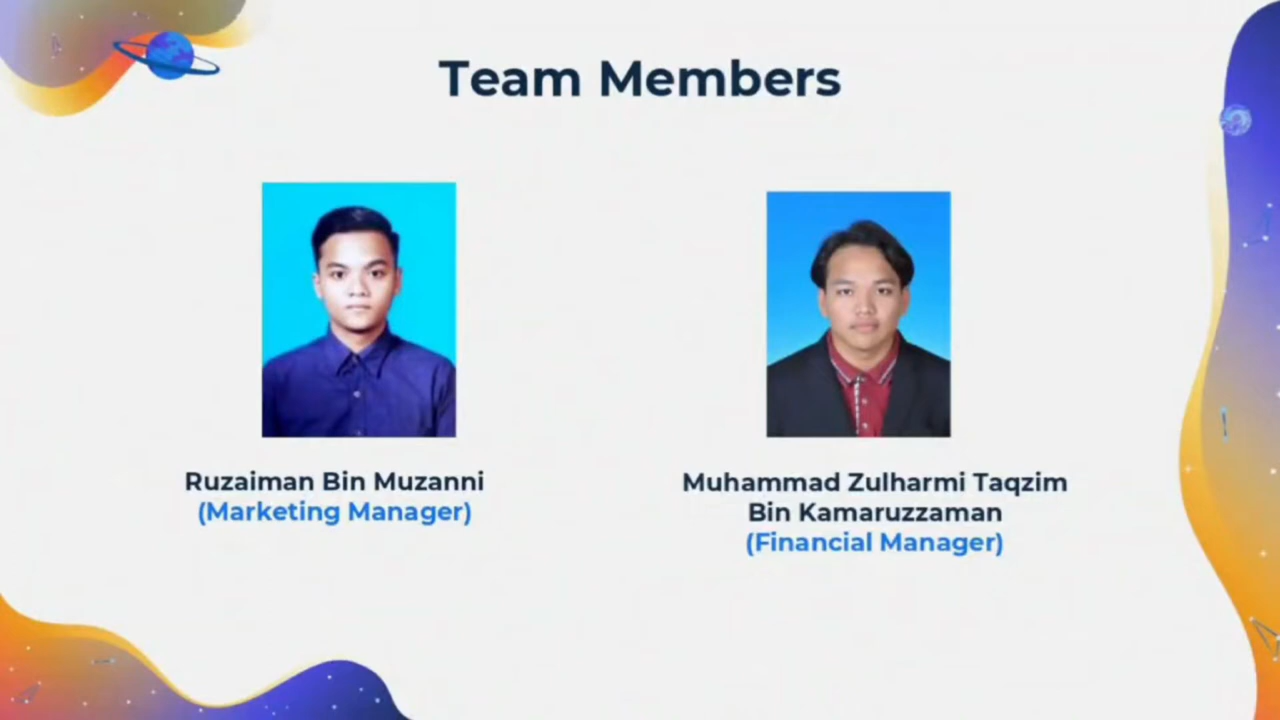 Team Members
Ruzaiman Bin Muzanni
(Marketing Manager)
Muhammad Zulharmi Taqzim
Bin Kamaruzzaman
(Financial Manager)